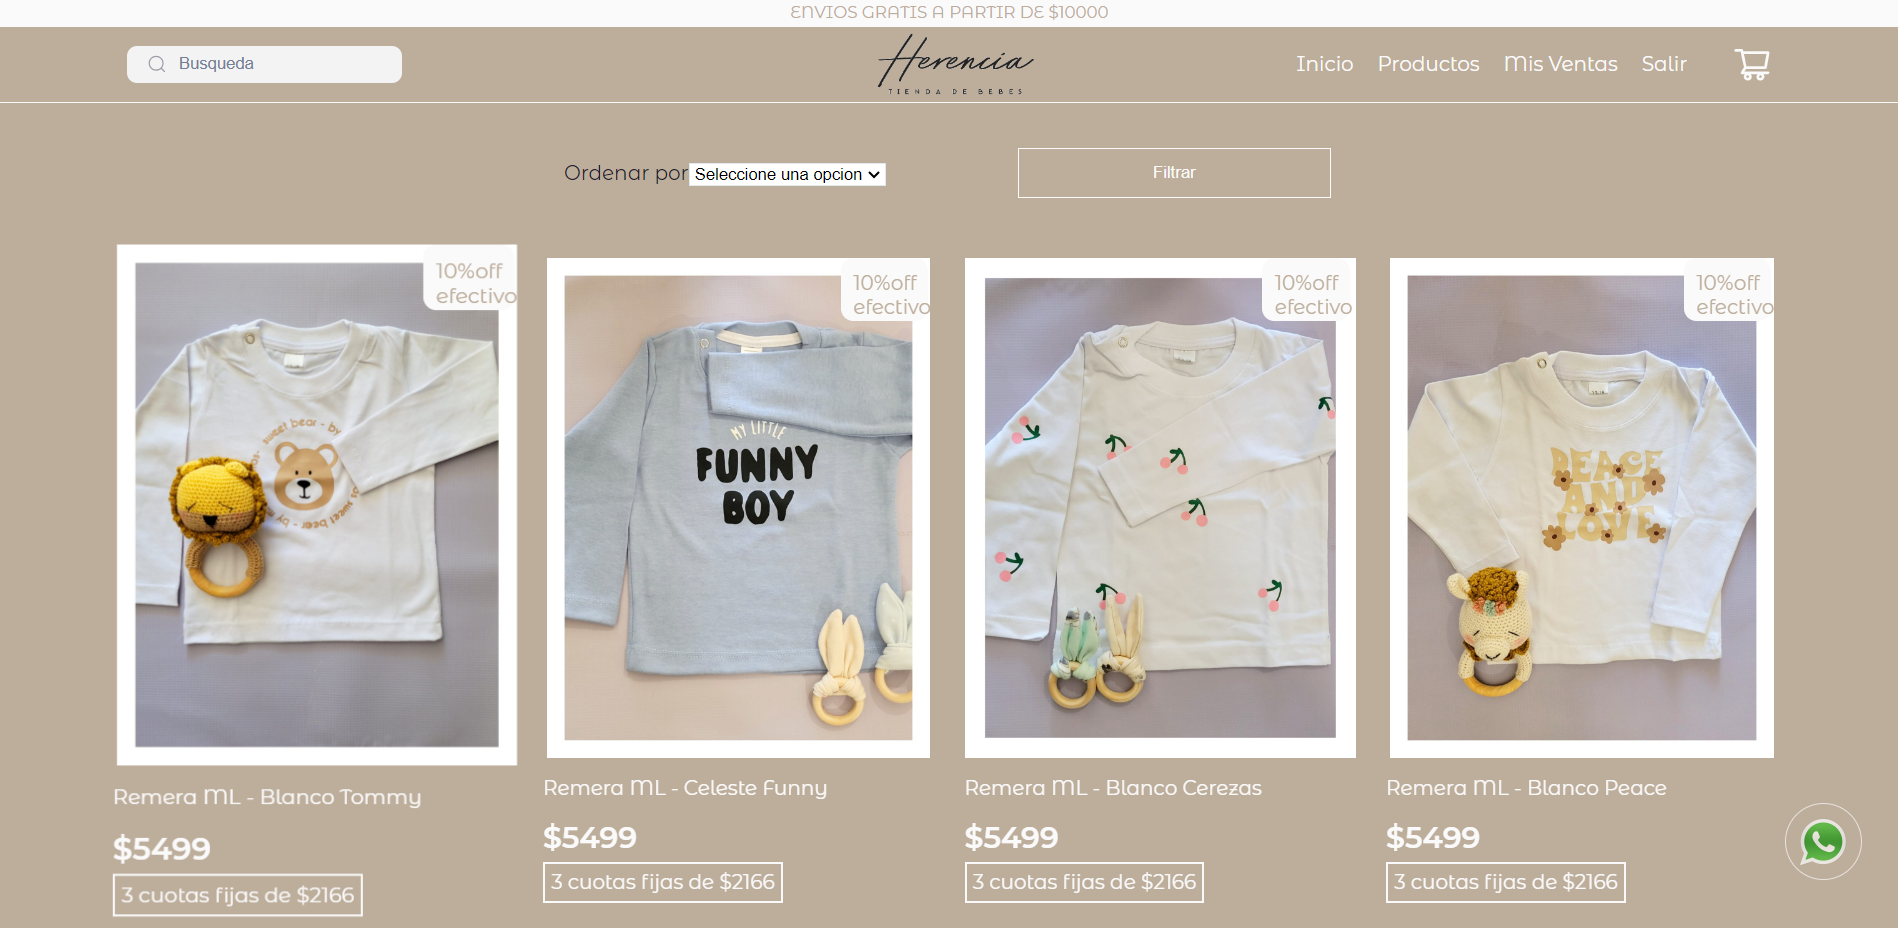 ENVIOS GRATIS A PARTIR DE $10000
Busqueda
Herencia
TIENDA DE BEBES
Inicio
Productos
Mis Ventas
Salir
Ordenar por
Seleccione una opcion
Filtrar
10%off
efectivo
sweet bear - by
sweet bear - by
10%off
efectivo
MY LITTLE
FUNNY
BOY
10%off
efectivo
10%off
efectivo
PEACE
AND
LOVE
Remera ML - Blanco Tommy
$5499
3 cuotas fijas de $2166
Remera ML - Celeste Funny
$5499
3 cuotas fijas de $2166
Remera ML - Blanco Cerezas
$5499
3 cuotas fijas de $2166
Remera ML - Blanco Peace
$5499
3 cuotas fijas de $2166